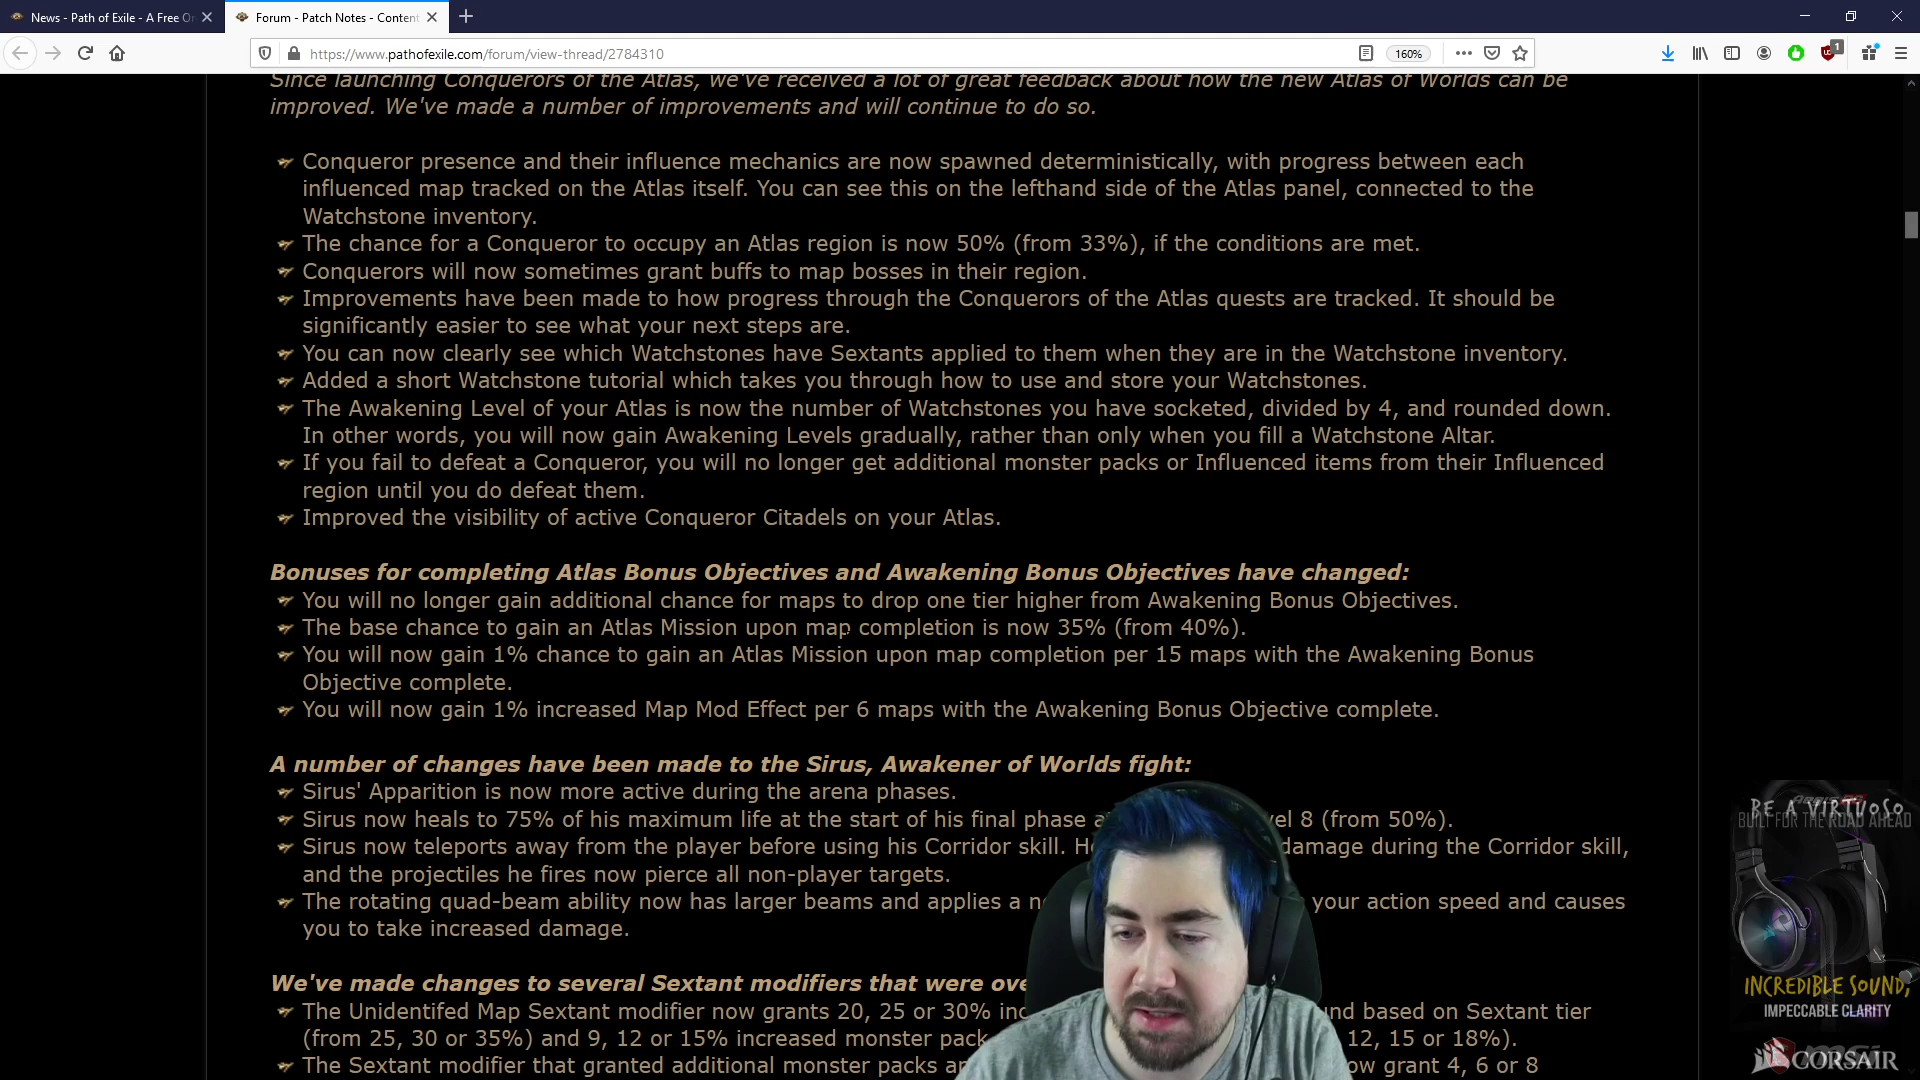 News - Path of Exile - A Free On
Forum - Patch Notes - Content
https://www.pathofexile.com/forum/view-thread/2784310
160%
1
Since launching Conquerors of the Atlas, we've received a lot of great feedback about how the new Atlas of Worlds can be
improved. We've made a number of improvements and will continue to do so.
Conqueror presence and their influence mechanics are now spawned deterministically, with progress between each
influenced map tracked on the Atlas itself. You can see this on the lefthand side of the Atlas panel, connected to the
Watchstone inventory.
The chance for a Conqueror to occupy an Atlas region is now 50% (from 33%), if the conditions are met.
Conquerors will now sometimes grant buffs to map bosses in their region.
Improvements have been made to how progress through the Conquerors of the Atlas quests are tracked. It should be
significantly easier to see what your next steps are.
You can now clearly see which Watchstones have Sextants applied to them when they are in the Watchstone inventory.
Added a short Watchstone tutorial which takes you through how to use and store your Watchstones.
The Awakening Level of your Atlas is now the number of Watchstones you have socketed, divided by 4, and rounded down.
In other words, you will now gain Awakening Levels gradually, rather than only when you fill a Watchstone Altar.
If you fail to defeat a Conqueror, you will no longer get additional monster packs or Influenced items from their Influenced
region until you do defeat them.
Improved the visibility of active Conqueror Citadels on your Atlas.
Bonuses for completing Atlas Bonus Objectives and Awakening Bonus Objectives have changed:
You will no longer gain additional chance for maps to drop one tier higher from Awakening Bonus Objectives.
The base chance to gain an Atlas Mission upon map completion is now 35% (from 40%).
You will now gain 1% chance to gain an Atlas Mission upon map completion per 15 maps with the Awakening Bonus
Objective complete.
You will now gain 1% increased Map Mod Effect per 6 maps with the Awakening Bonus Objective complete.
A number of changes have been made to the Sirus, Awakener of Worlds fight:
Sirus' Apparition is now more active during the arena phases.
Sirus now heals to 75% of his maximum life at the start of his final phase a vel 8 (from 50%).
Sirus now teleports away from the player before using his Corridor skill. H damage during the Corridor skill,
and the projectiles he fires now pierce all non-player targets.
The rotating quad-beam ability now has larger beams and applies a n your action speed and causes
you to take increased damage.
We've made changes to several Sextant modifiers that were ove
The Unidentifed Map Sextant modifier now grants 20, 25 or 30% inc nd based on Sextant tier
(from 25, 30 or 35%) and 9, 12 or 15% increased monster pack 12, 15 or 18%).
The Sextant modifier that granted additional monster packs a ow grant 4, 6 or 8
BE A VIRTUOSO
BUILT FOR THE ROAD AHEAD
INCREDIBLE SOUND,
IMPECCABLE CLARITY
CORSAIR